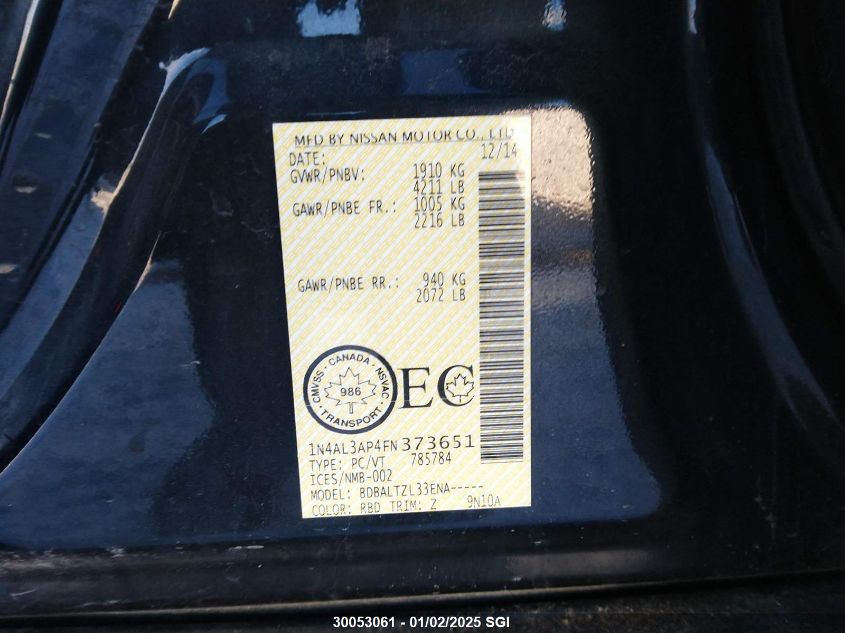 MFD BY NISSAN MOTOR CO., LTD
DATE: 12/14
GVWR/PNBV: 1910 KG
4211 LB
GAWR/PNBE FR.: 1005 KG
2216 LB
GAWR/PNBE RR.: 940 KG
2072 LB
CMVSS - CANADA - NSVAC
986
TRANSPORT
EC
1N4AL3AP4FN373651
TYPE: PC/VT 785784
ICES/NMB-002
MODEL: BDBALTZL33ENA-----
COLOR: RBD TRIM: Z 9N10A
30053061 - 01/02/2025 SGI